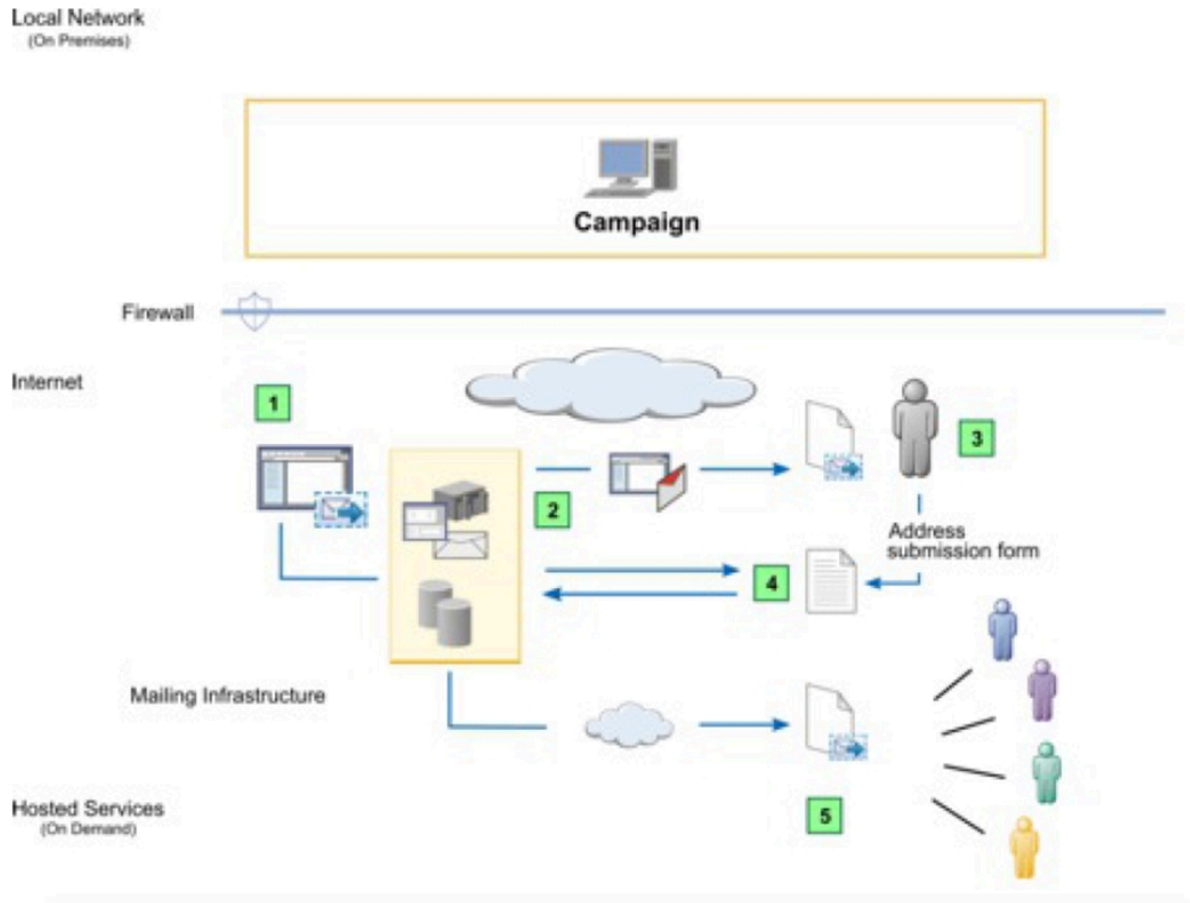 Local Network
(On Premises)
Campaign
Firewall
Internet
1
3
2
Address
submission form
4
Mailing Infrastructure
Hosted Services
(On Demand)
5